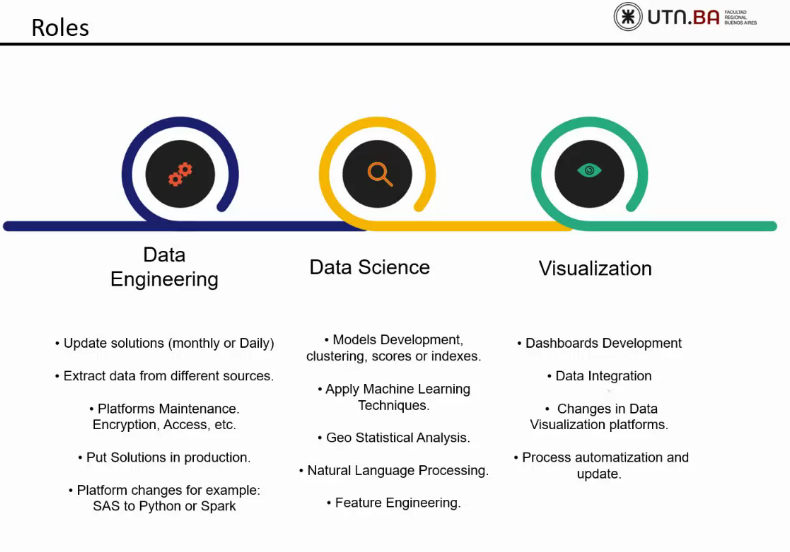 Roles
UTN.BA
FACULTAD
REGIONAL
BUENOS AIRES
Data
Engineering
• Update solutions (monthly or Daily)
• Extract data from different sources.
• Platforms Maintenance.
Encryption, Access, etc.
• Put Solutions in production.
• Platform changes for example:
SAS to Python or Spark
Data Science
• Models Development,
clustering, scores or indexes.
• Apply Machine Learning
Techniques.
• Geo Statistical Analysis.
• Natural Language Processing.
• Feature Engineering.
Visualization
• Dashboards Development
• Data Integration
• Changes in Data
Visualization platforms.
• Process automatization and
update.